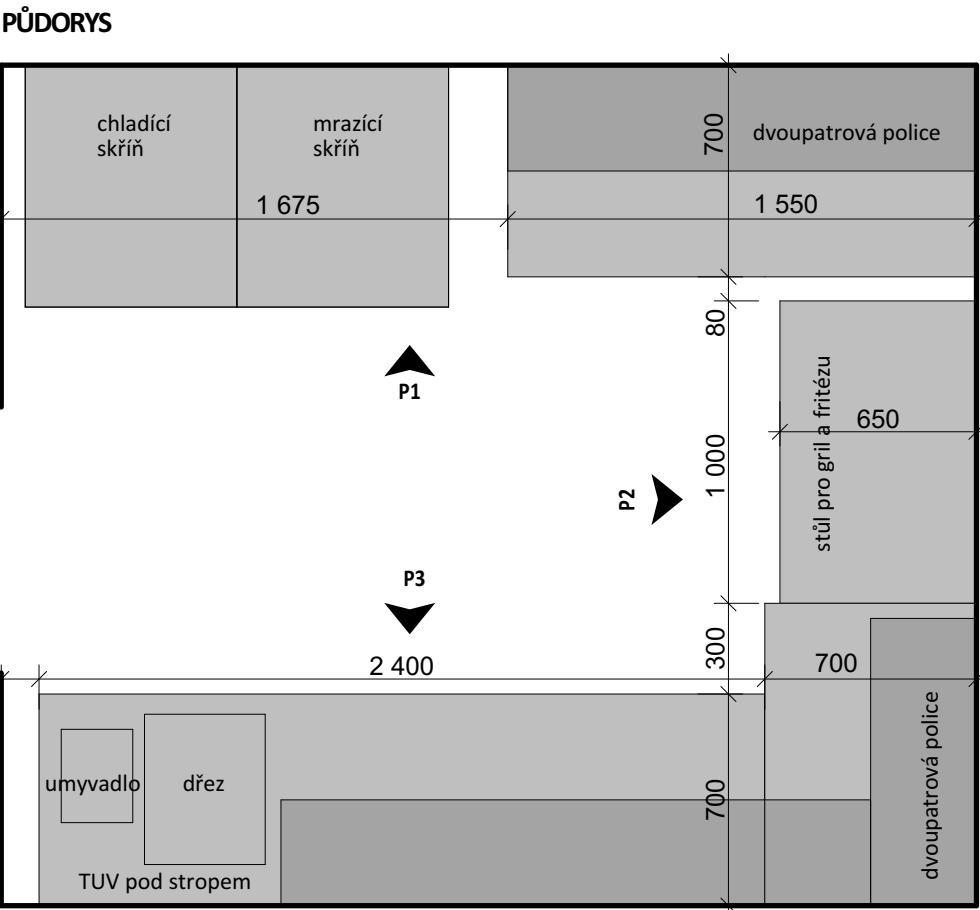 PŮDORYS
chladící
skříň
mrazící
skříň
700
dvoupatrová police
1 675
1 550
80
P1
stůl pro gril a fritézu
650
1 000
P2
P3
300
2 400
700
umyvadlo
dřez
700
dvoupatrová police
TUV pod stropem